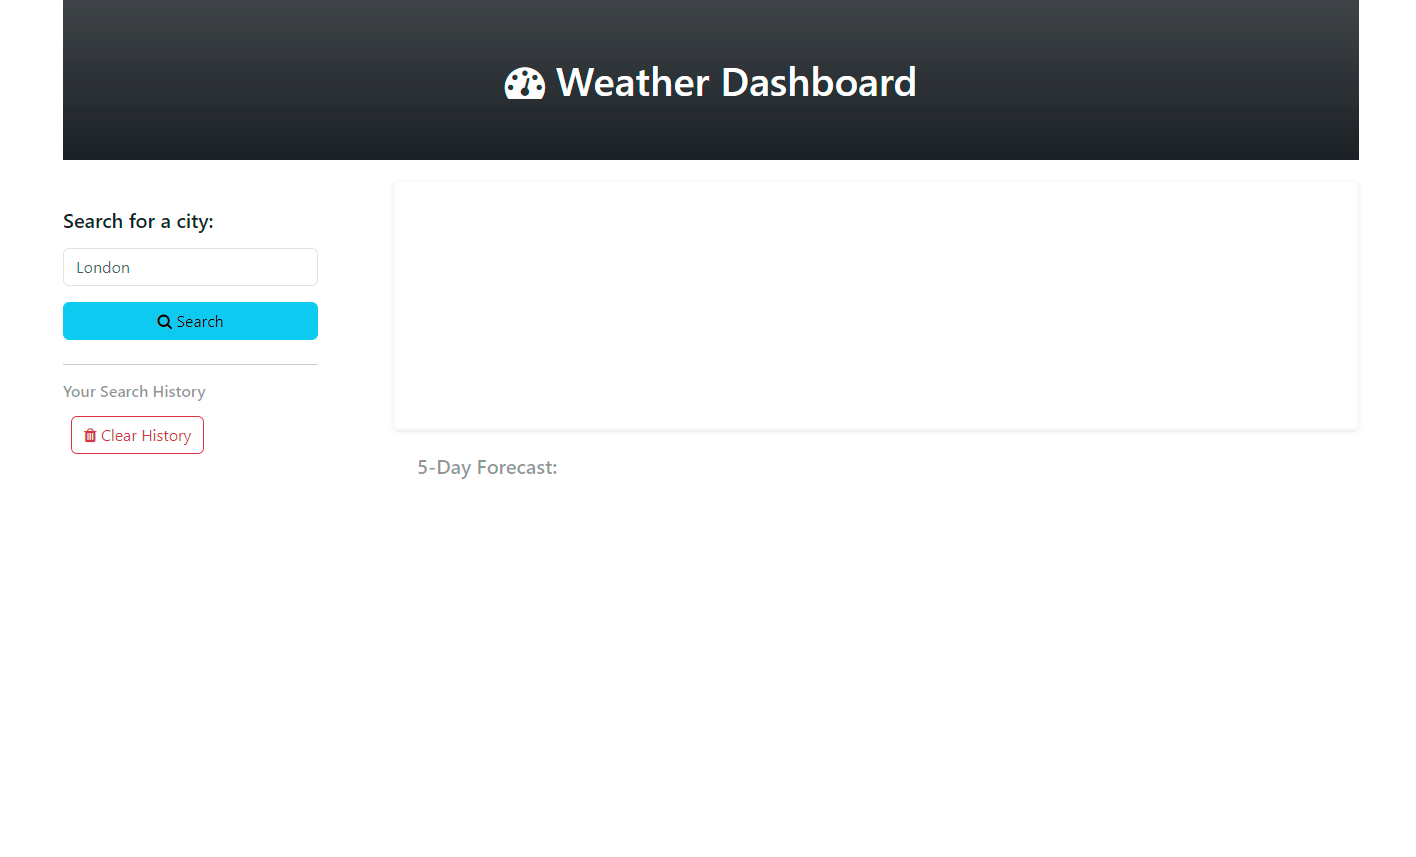 Weather Dashboard
Search for a city:
London
Search
Your Search History
Clear History
5-Day Forecast: